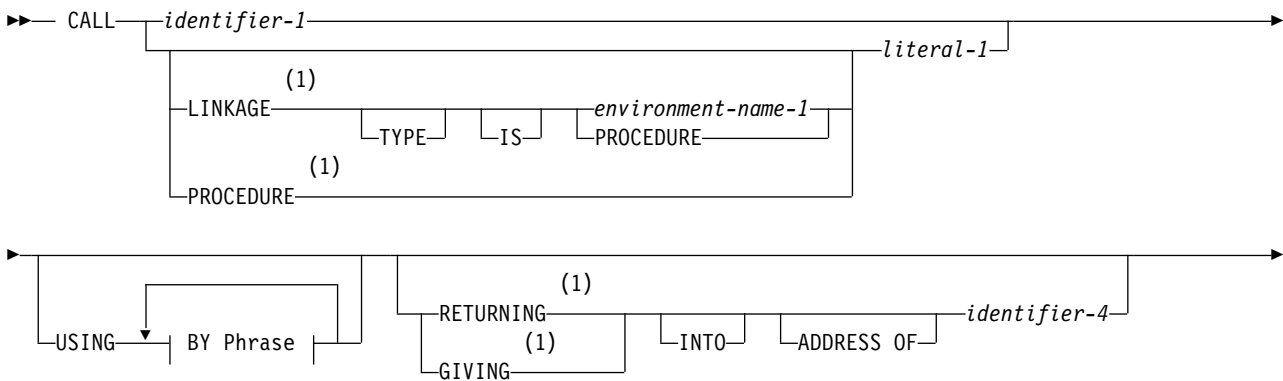 CALL identifier-1
literal-1
(1)
LINKAGE environment-name-1
TYPE IS PROCEDURE
(1)
PROCEDURE
(1)
RETURNING identifier-4
USING BY Phrase (1) INTO ADDRESS OF
GIVING